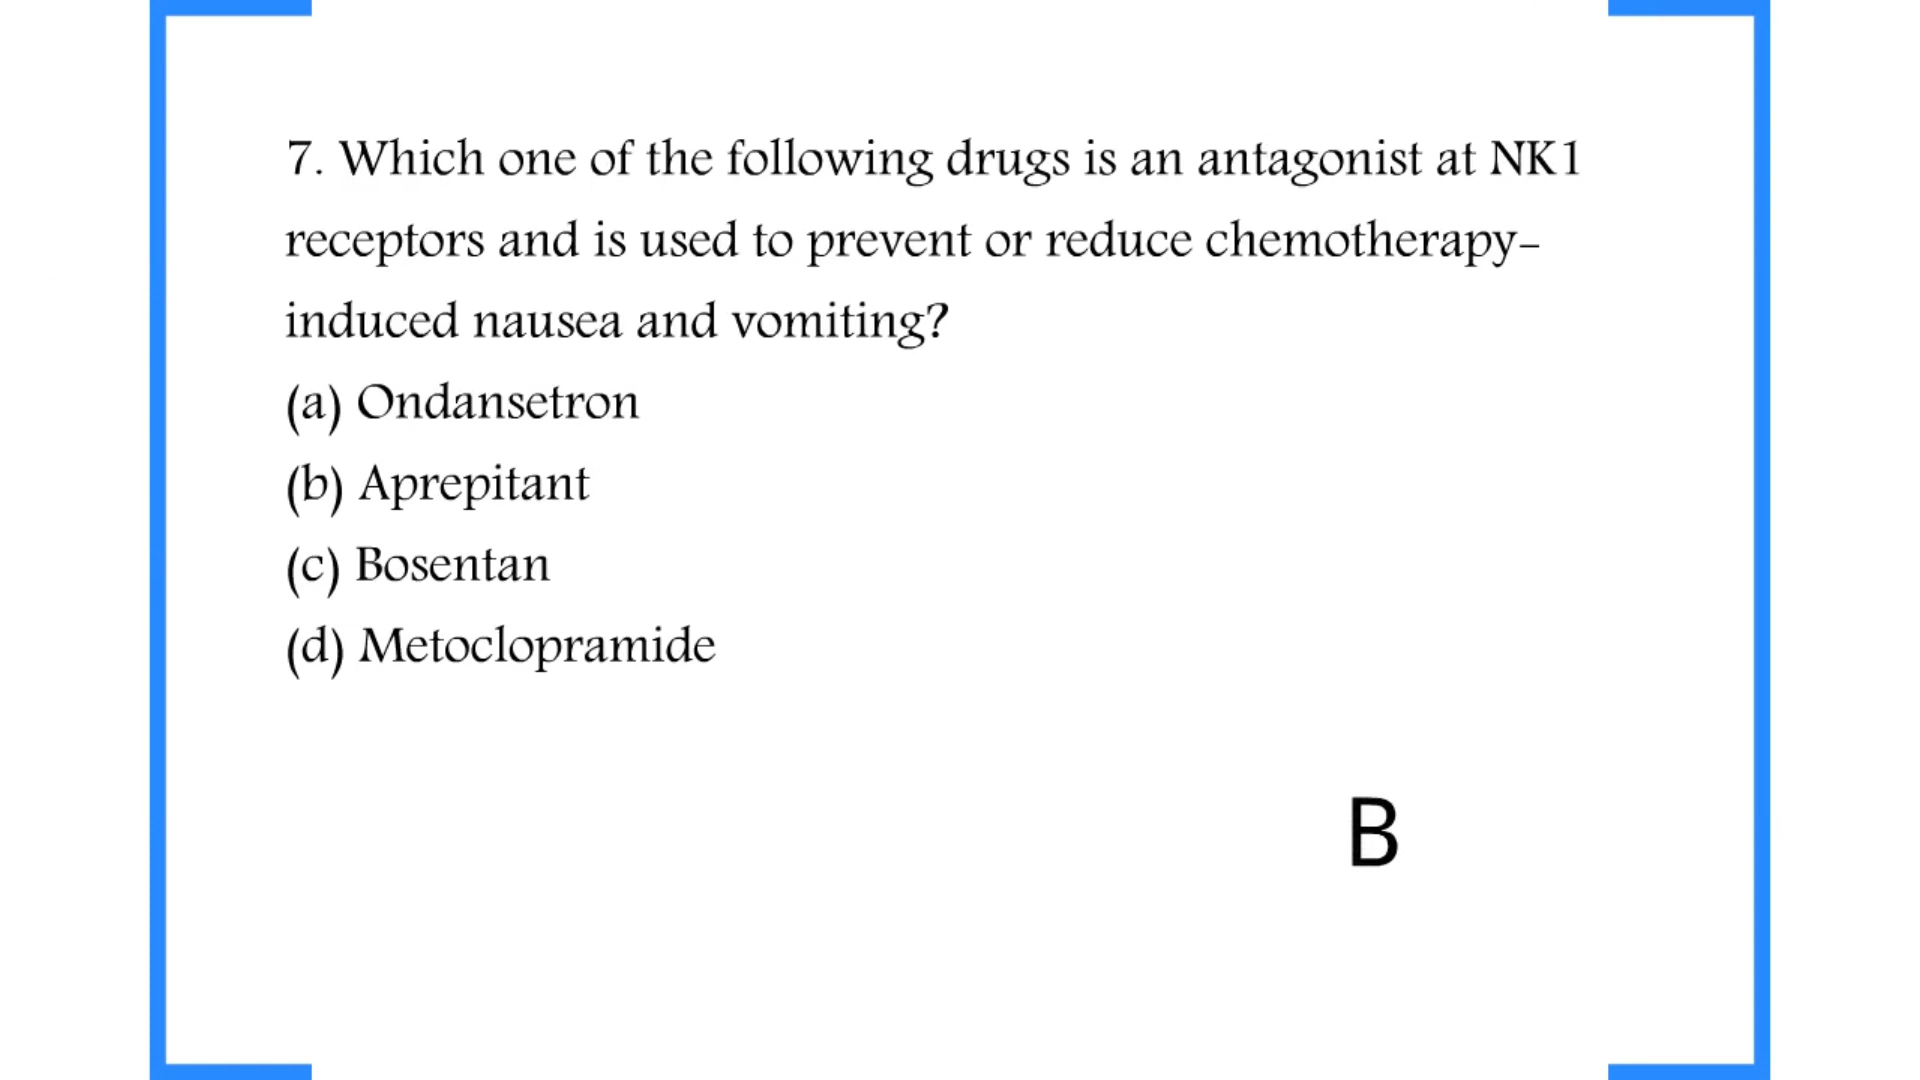 7. Which one of the following drugs is an antagonist at NK1
receptors and is used to prevent or reduce chemotherapy-
induced nausea and vomiting?
(a) Ondansetron
(b) Aprepitant
(c) Bosentan
(d) Metoclopramide
B